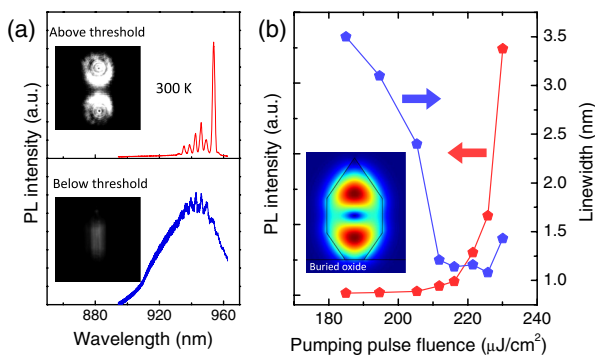 (a)
Above threshold
300 K
PL intensity (a.u.)
Below threshold
PL intensity (a.u.)
880 920 960
Wavelength (nm)
(b)
PL intensity (a.u.)
Buried oxide
3.5
3.0
2.5
2.0
1.5
1.0
Linewidth (nm)
180 200 220 240
Pumping pulse fluence (μJ/cm²)